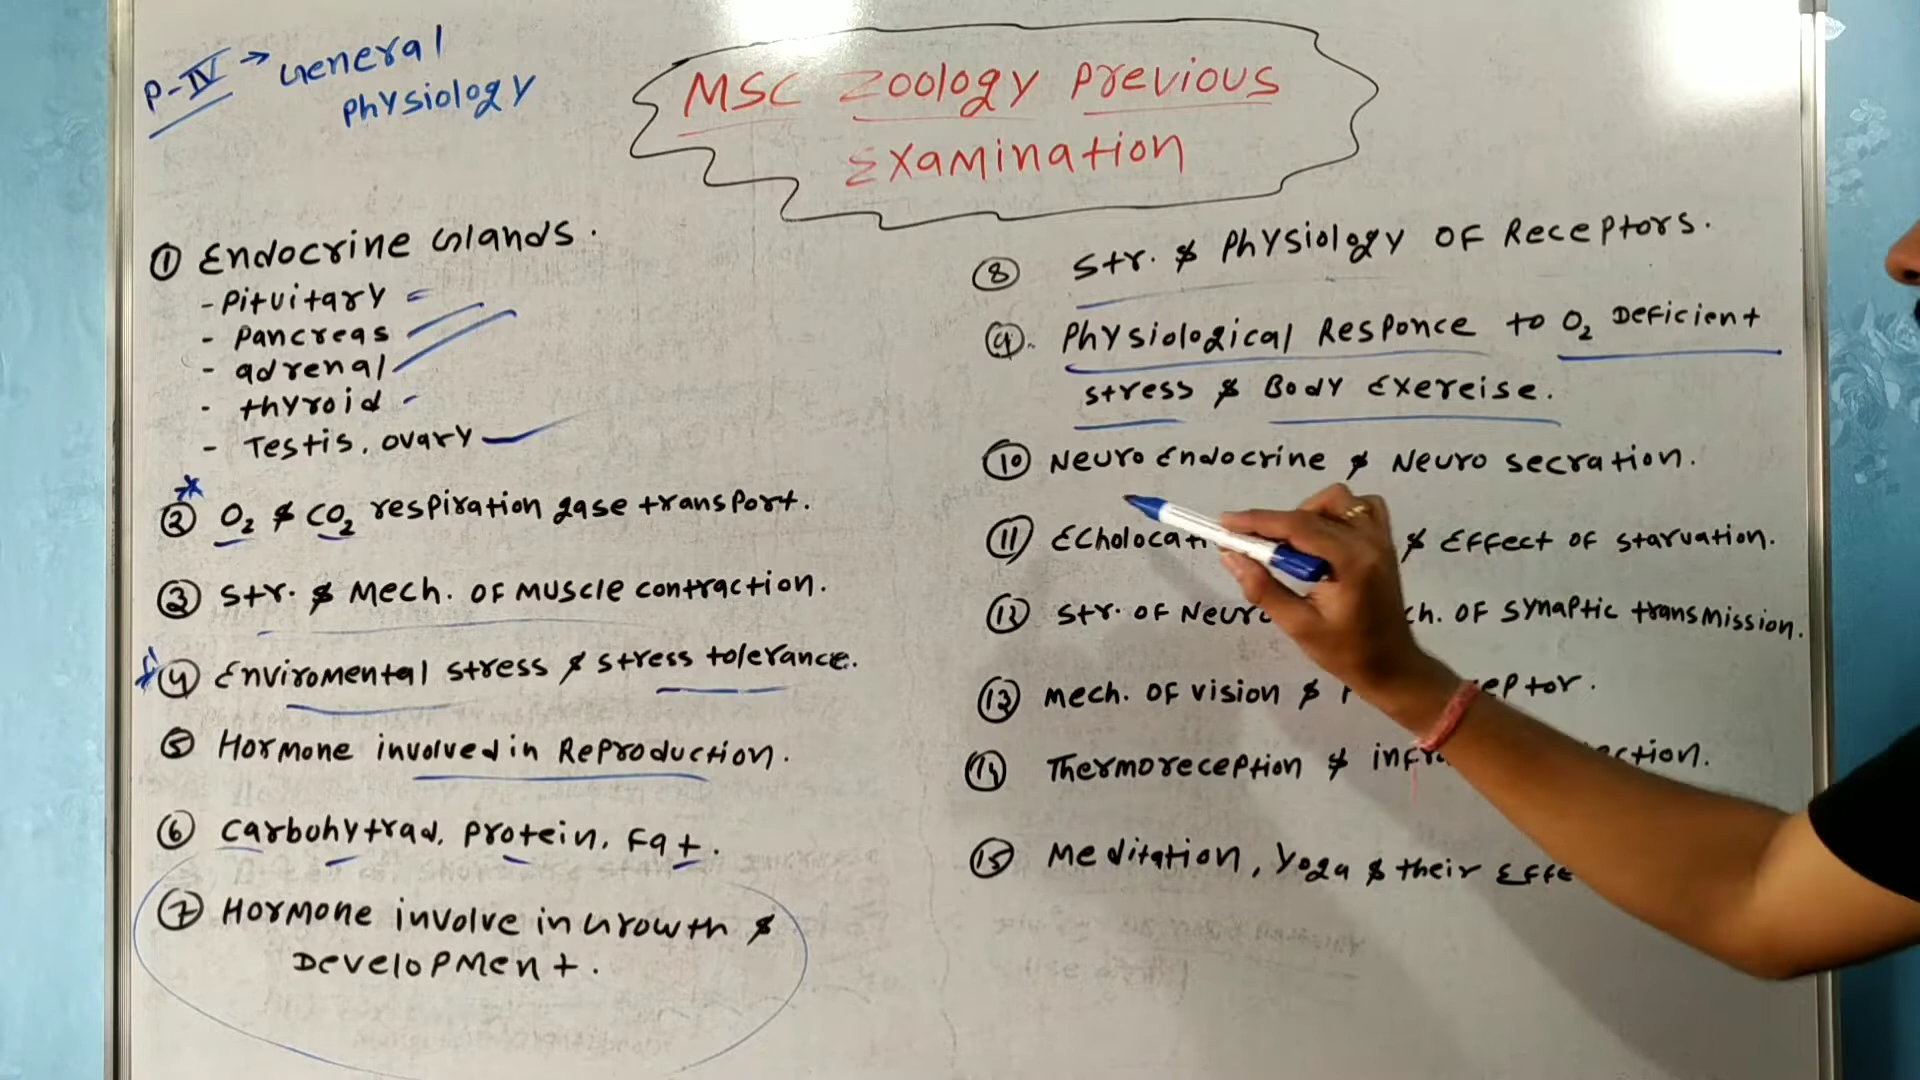 P-IV → General
Physiology
MSC Zoology Previous
Examination
① Endocrine Glands.
- Pituitary
- Pancreas
- adrenal
- thyroid
- Testis, ovary
② O₂ & CO₂ respiration gase transport.
③ Str. & Mech. of Muscle contraction.
④ Enviromental stress & stress tolerance.
⑤ Hormone involved in Reproduction.
⑥ Carbohytrad, Protein, Fat.
⑦ Hormone involve in Growth &
Development.
⑧ Str. & Physiology of Receptors.
⑨. Physiological Responce to O₂ Deficient
stress & Body Exereise.
⑩ Neuro Endocrine & Neuro secration.
⑪ Echolocati & Effect of starvation.
⑫ Str. of Neuro ch. of Synaptic transmission.
⑬ Mech. of vision & eptor.
⑭ Thermoreception & infra ction.
⑮ Meditation, Yoga & their Effe